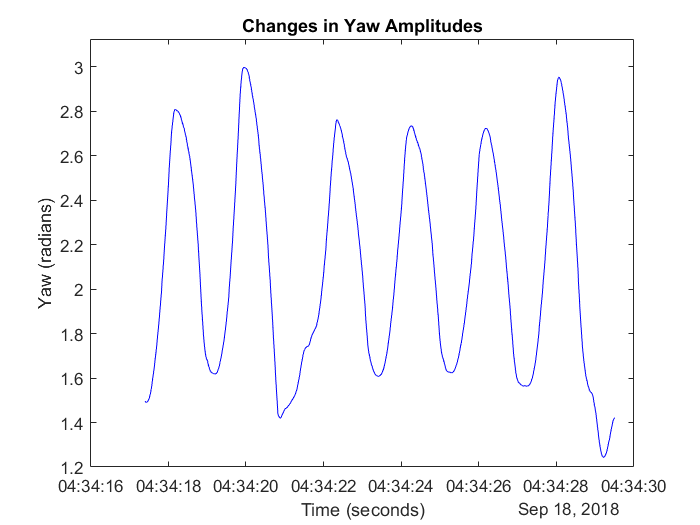 Changes in Yaw Amplitudes
Yaw (radians)
3
2.8
2.6
2.4
2.2
2
1.8
1.6
1.4
1.2
04:34:16 04:34:18 04:34:20 04:34:22 04:34:24 04:34:26 04:34:28 04:34:30
Time (seconds)
Sep 18, 2018